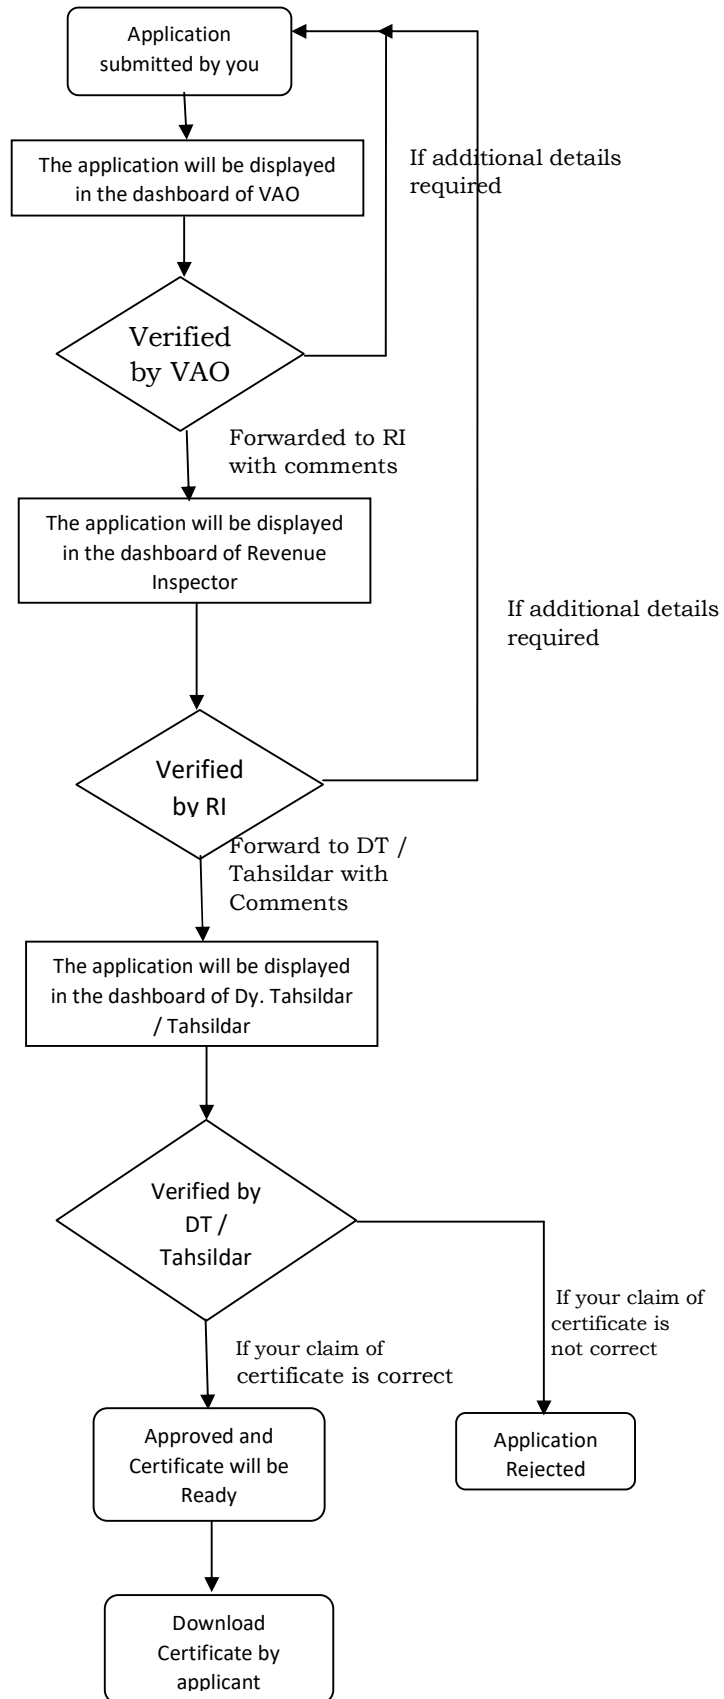 Application
submitted by you
The application will be displayed
in the dashboard of VAO
If additional details
required
Verified
by VAO
Forwarded to RI
with comments
The application will be displayed
in the dashboard of Revenue
Inspector
If additional details
required
Verified
by RI
Forward to DT /
Tahsildar with
Comments
The application will be displayed
in the dashboard of Dy. Tahsildar
/ Tahsildar
Verified by
DT /
Tahsildar
If your claim of
certificate is
not correct
If your claim of
certificate is correct
Approved and
Certificate will be
Ready
Application
Rejected
Download
Certificate by
applicant